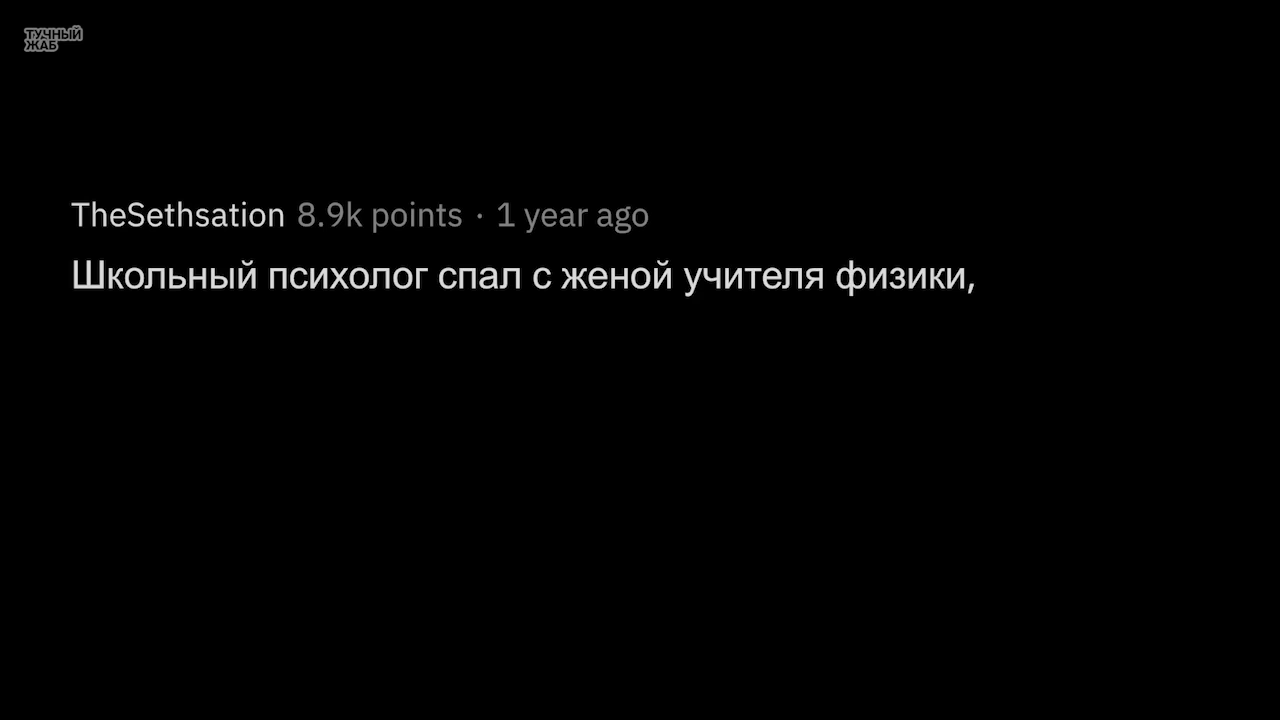 ТУЧНЫЙ
ЖАБ
TheSethsation 8.9k points · 1 year ago
Школьный психолог спал с женой учителя физики,